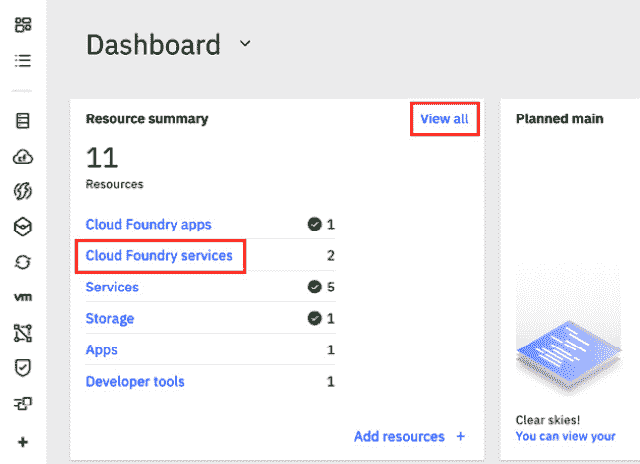 Dashboard
Resource summary
View all
11
Resources
Cloud Foundry apps 1
Cloud Foundry services 2
Services 5
Storage 1
Apps 1
Developer tools 1
Add resources +
Planned main
Clear skies!
You can view your
cf
vm
+